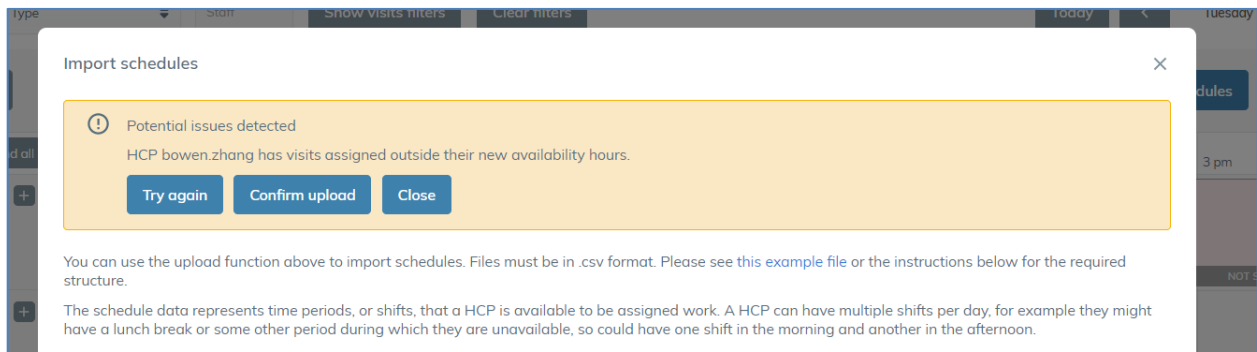 Type Staff Show visits filters Clear filters Today < Tuesday
Import schedules
dules
Potential issues detected
HCP bowen.zhang has visits assigned outside their new availability hours.
nd all
3 pm
Try again Confirm upload Close
You can use the upload function above to import schedules. Files must be in .csv format. Please see this example file or the instructions below for the required
structure.
NOT S
The schedule data represents time periods, or shifts, that a HCP is available to be assigned work. A HCP can have multiple shifts per day, for example they might
have a lunch break or some other period during which they are unavailable, so could have one shift in the morning and another in the afternoon.